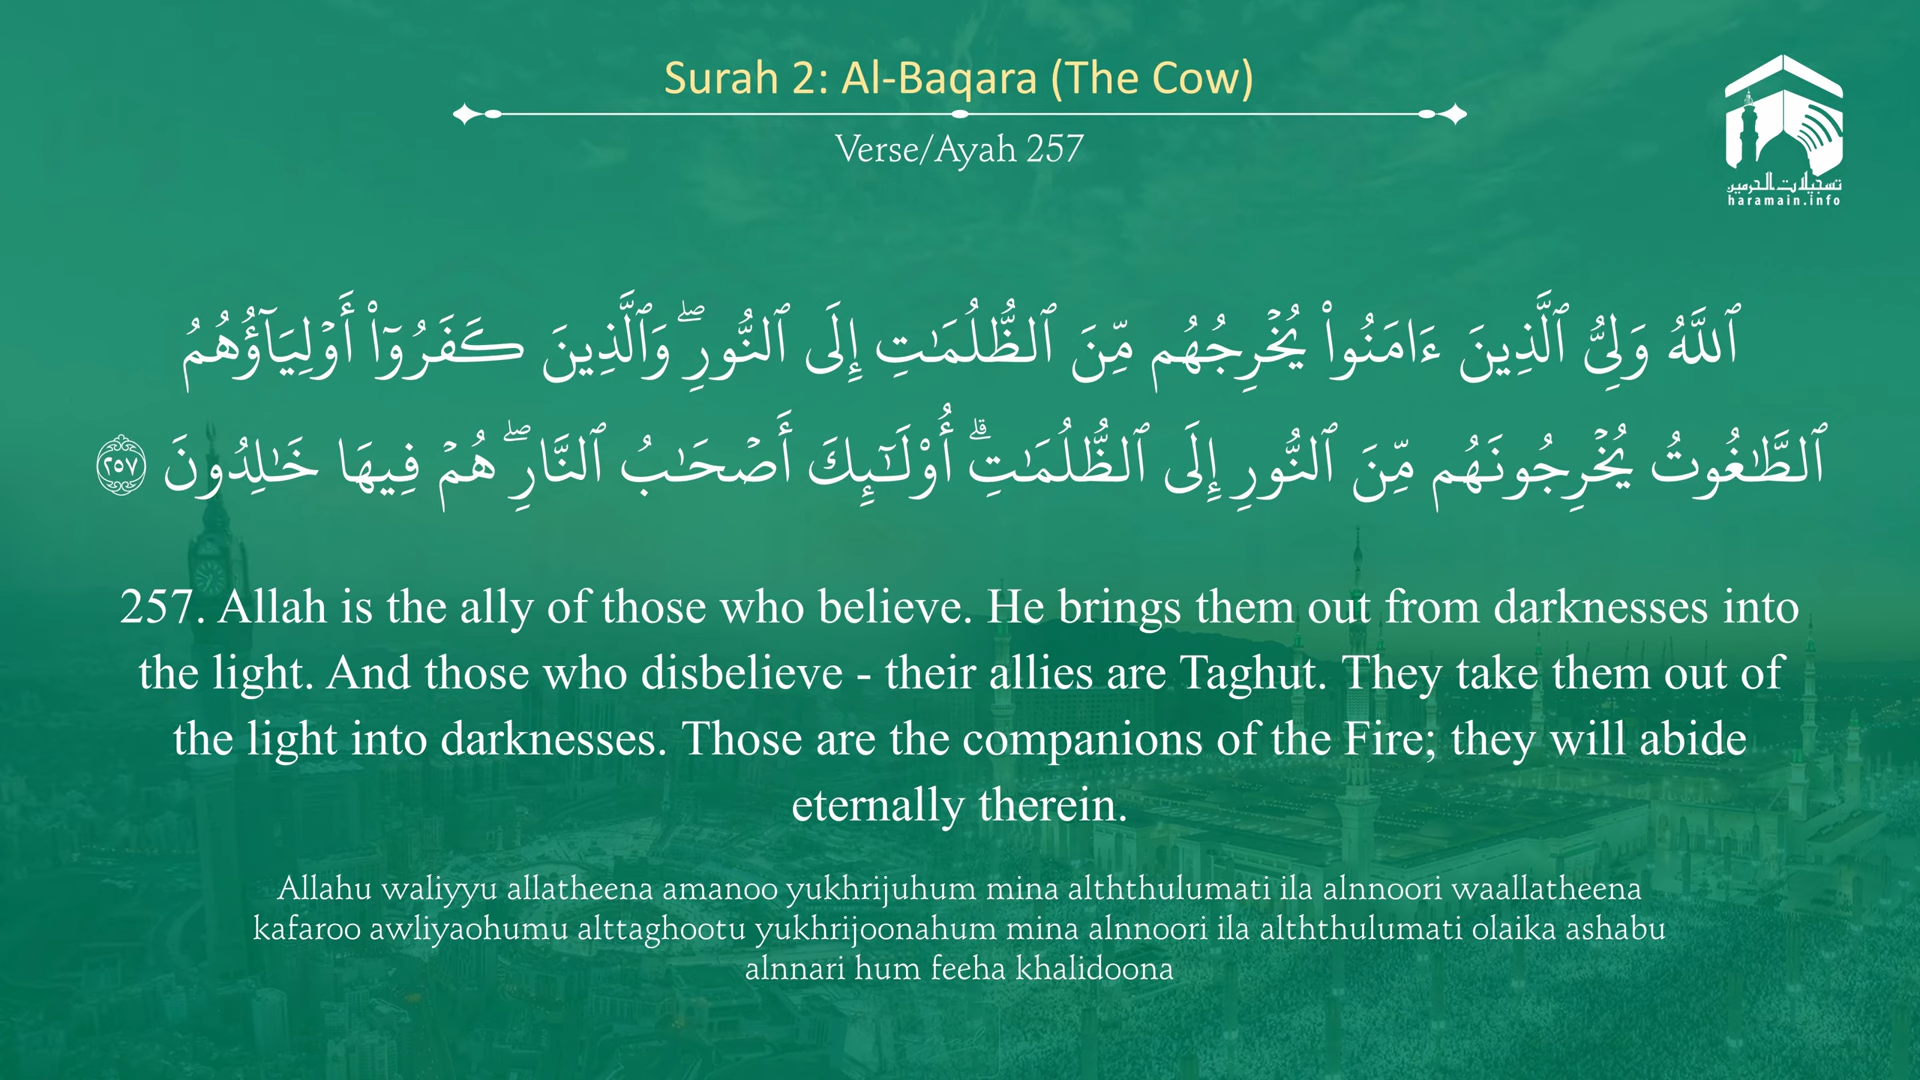 Surah 2: Al-Baqara (The Cow)
Verse/Ayah 257
تسجيلات الحرمين
haramain.info
ٱللَّهُ وَلِىُّ ٱلَّذِينَ ءَامَنُوا۟ يُخْرِجُهُم مِّنَ ٱلظُّلُمَـٰتِ إِلَى ٱلنُّورِ ۖ وَٱلَّذِينَ كَفَرُوٓا۟ أَوْلِيَآؤُهُمُ
ٱلطَّـٰغُوتُ يُخْرِجُونَهُم مِّنَ ٱلنُّورِ إِلَى ٱلظُّلُمَـٰتِ ۗ أُو۟لَـٰٓئِكَ أَصْحَـٰبُ ٱلنَّارِ ۖ هُمْ فِيهَا خَـٰلِدُونَ ٢٥٧
257. Allah is the ally of those who believe. He brings them out from darknesses into
the light. And those who disbelieve - their allies are Taghut. They take them out of
the light into darknesses. Those are the companions of the Fire; they will abide
eternally therein.
Allahu waliyyu allatheena amanoo yukhrijuhum mina alththulumati ila alnnoori waallatheena
kafaroo awliyaohumu alttaghootu yukhrijoonahum mina alnnoori ila alththulumati olaika ashabu
alnnari hum feeha khalidoona